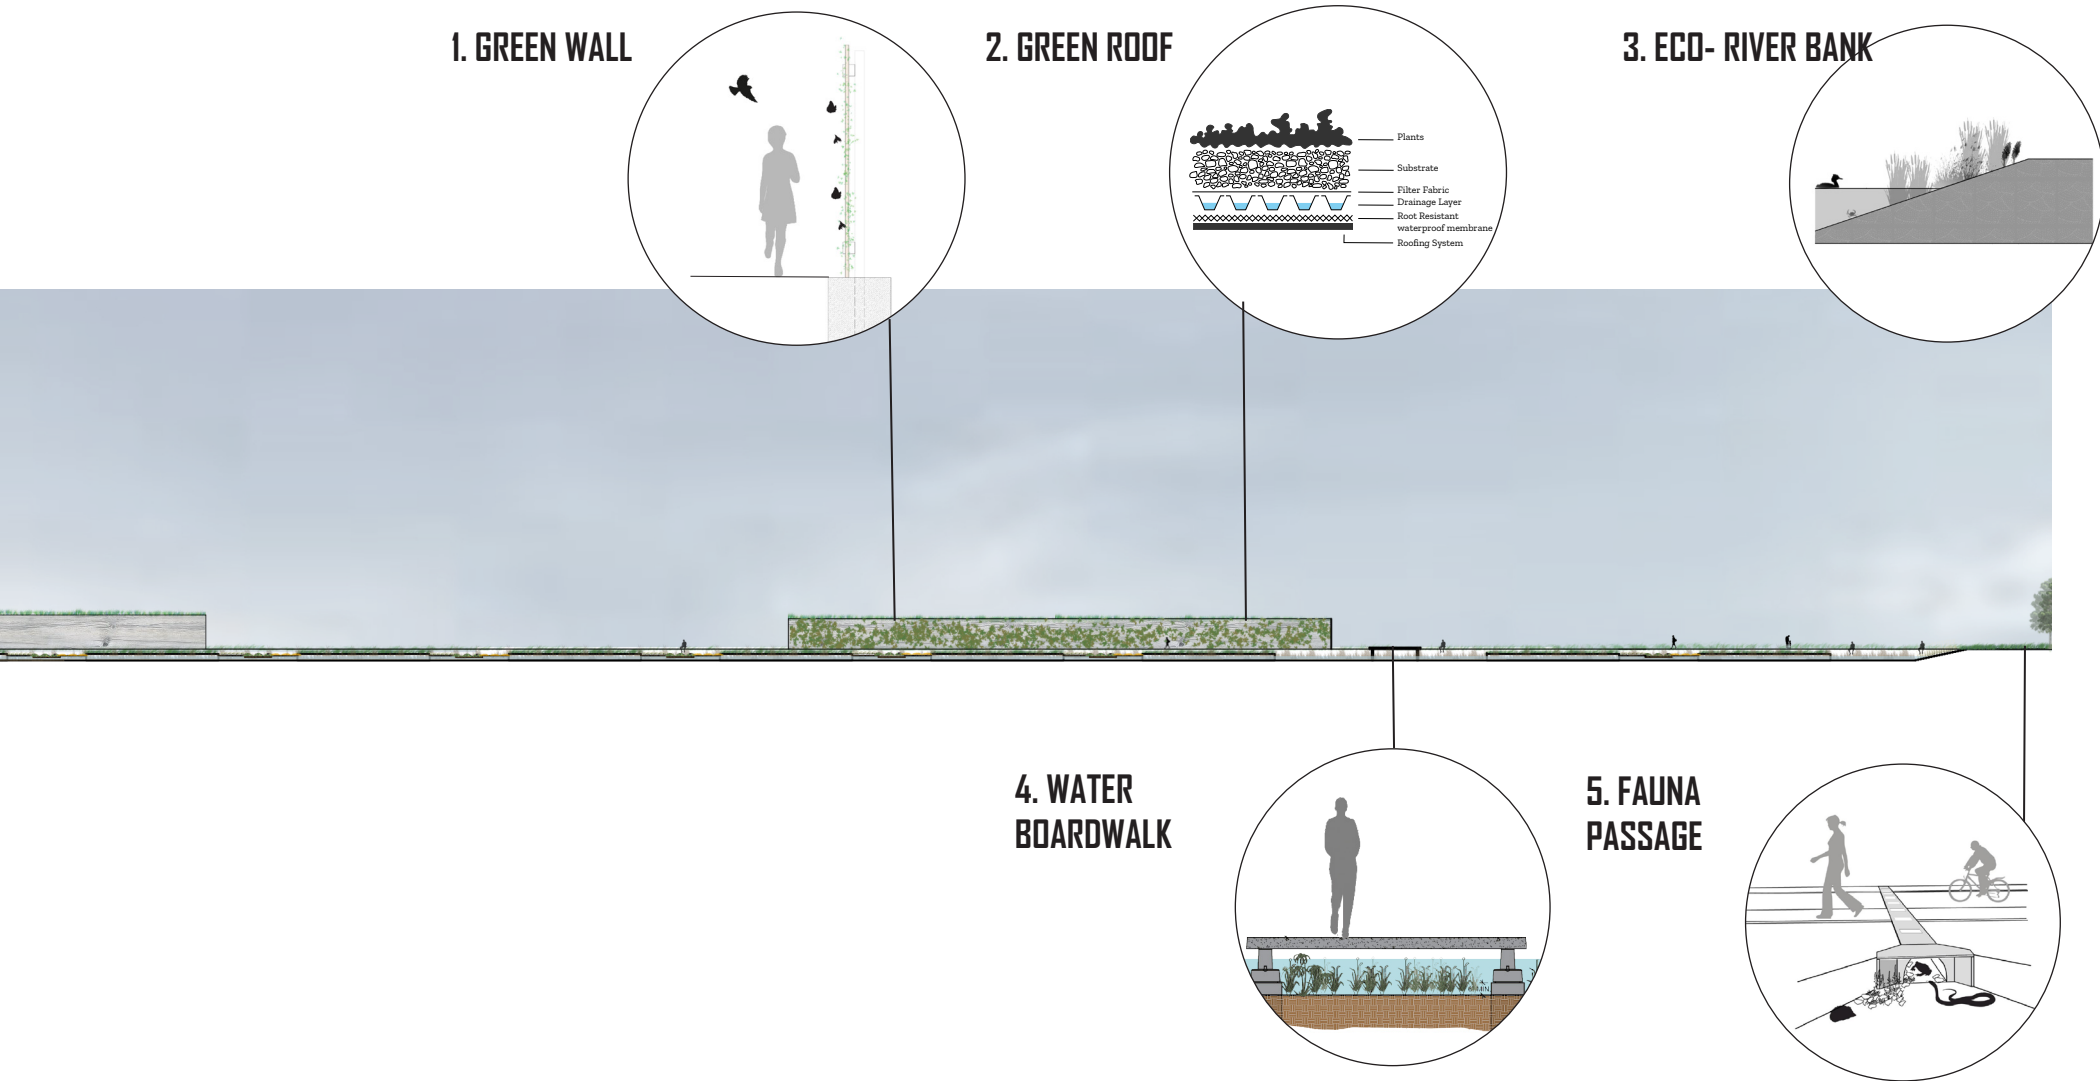 1. GREEN WALL
2. GREEN ROOF
3. ECO- RIVER BANK
Plants
Substrate
Filter Fabric
Drainage Layer
Root Resistant
waterproof membrane
Roofing System
4. WATER
BOARDWALK
5. FAUNA
PASSAGE